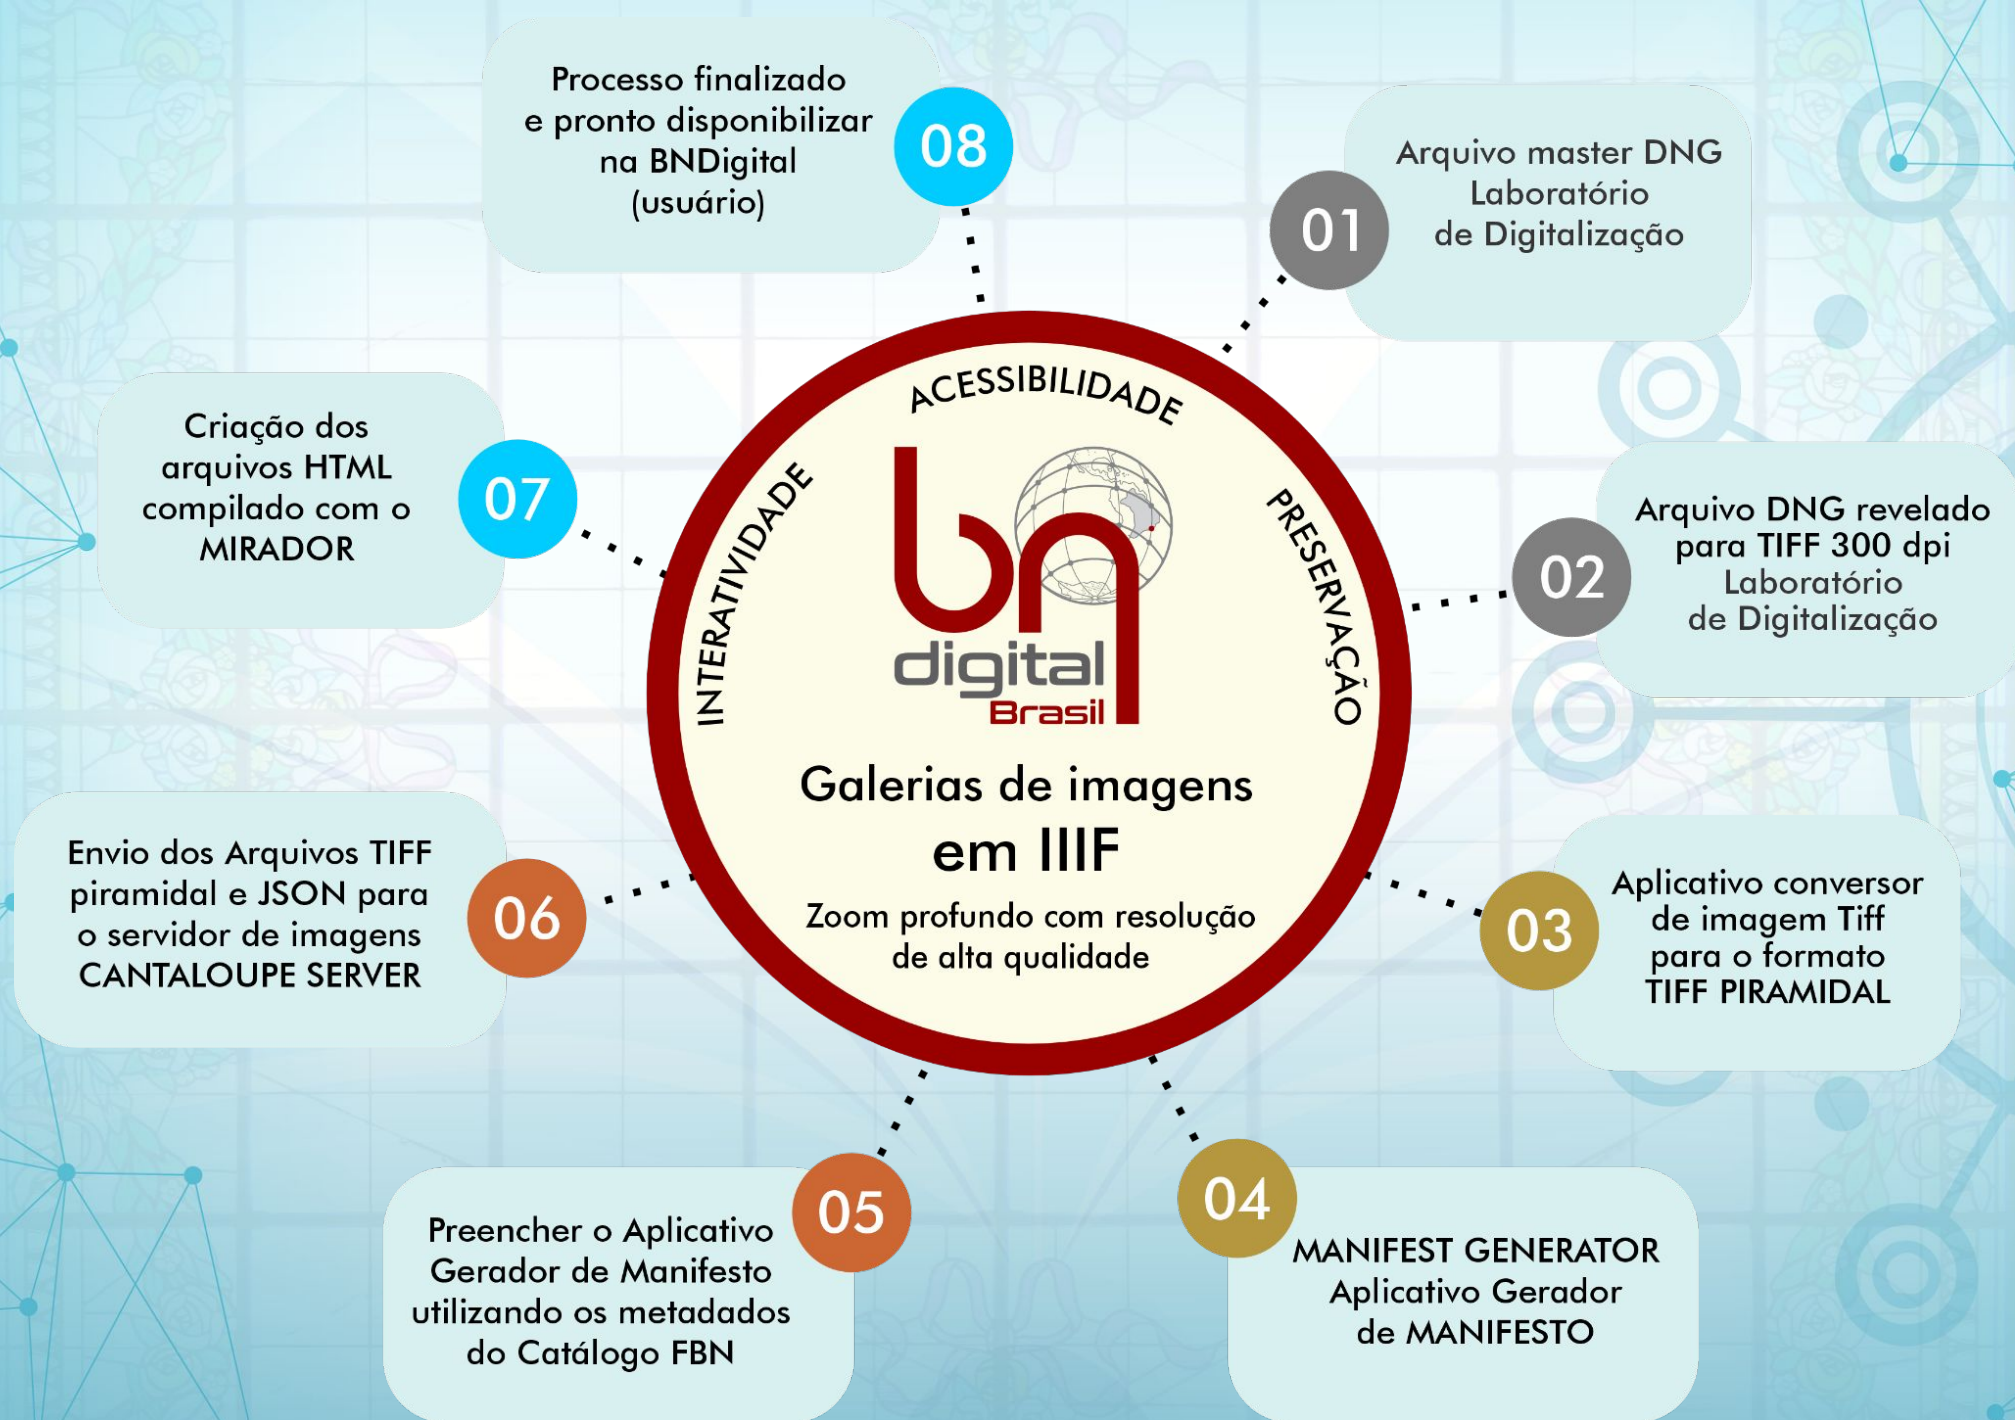 Processo finalizado
e pronto disponibilizar
na BNDigital
(usuário)
08
01
Arquivo master DNG
Laboratório
de Digitalização
02
Arquivo DNG revelado
para TIFF 300 dpi
Laboratório
de Digitalização
03
Aplicativo conversor
de imagem Tiff
para o formato
TIFF PIRAMIDAL
04
MANIFEST GENERATOR
Aplicativo Gerador
de MANIFESTO
05
Preencher o Aplicativo
Gerador de Manifesto
utilizando os metadados
do Catálogo FBN
06
Envio dos Arquivos TIFF
piramidal e JSON para
o servidor de imagens
CANTALOUPE SERVER
07
Criação dos
arquivos HTML
compilado com o
MIRADOR
INTERATIVIDADE
ACESSIBILIDADE
PRESERVAÇÃO
bn
digital
Brasil
Galerias de imagens
em IIIF
Zoom profundo com resolução
de alta qualidade